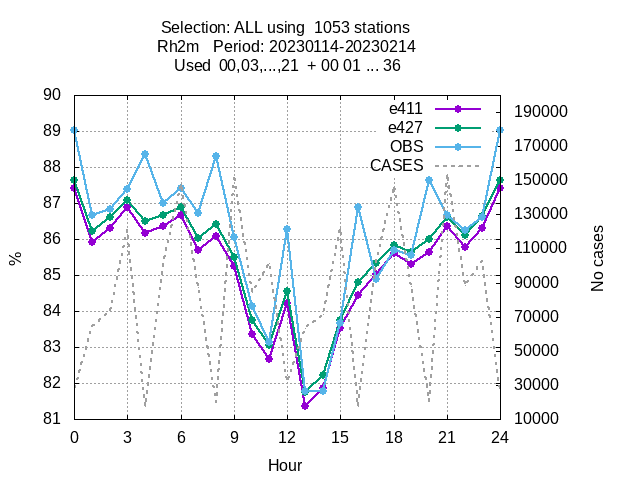 Selection: ALL using  1053 stations
Rh2m   Period: 20230114-20230214
Used  00,03,...,21  + 00 01 ... 36
e411
e427
OBS
CASES
90
89
88
87
86
85
84
83
82
81
%
190000
170000
150000
130000
110000
90000
70000
50000
30000
10000
No cases
0 3 6 9 12 15 18 21 24
Hour